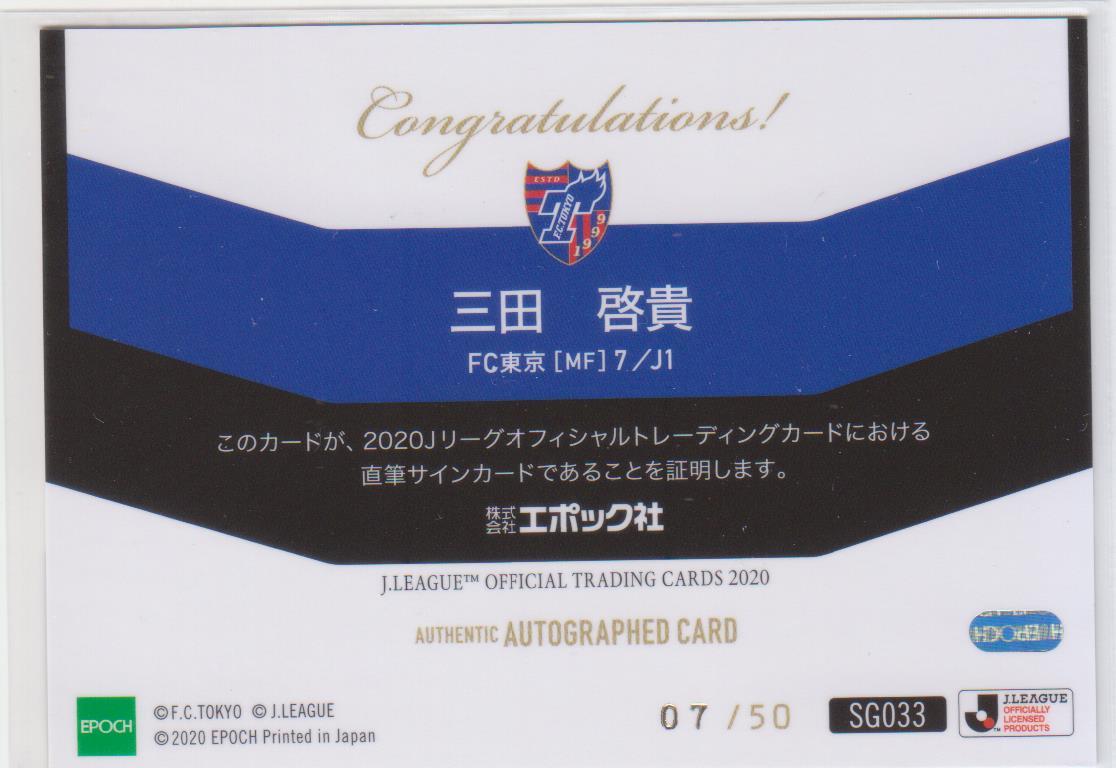 Congratulations!
ESTD
F.C.TOKYO
1999
三田　啓貴
FC東京 [MF] 7／J1
このカードが、2020Jリーグオフィシャルトレーディングカードにおける
直筆サインカードであることを証明します。
株式会社 エポック社
J.LEAGUE™ OFFICIAL TRADING CARDS 2020
AUTHENTIC AUTOGRAPHED CARD
EPOCH
©F.C.TOKYO ©J.LEAGUE
©2020 EPOCH Printed in Japan
07 /50
SG033
J.LEAGUE
OFFICIALLY
LICENSED
PRODUCTS
TM